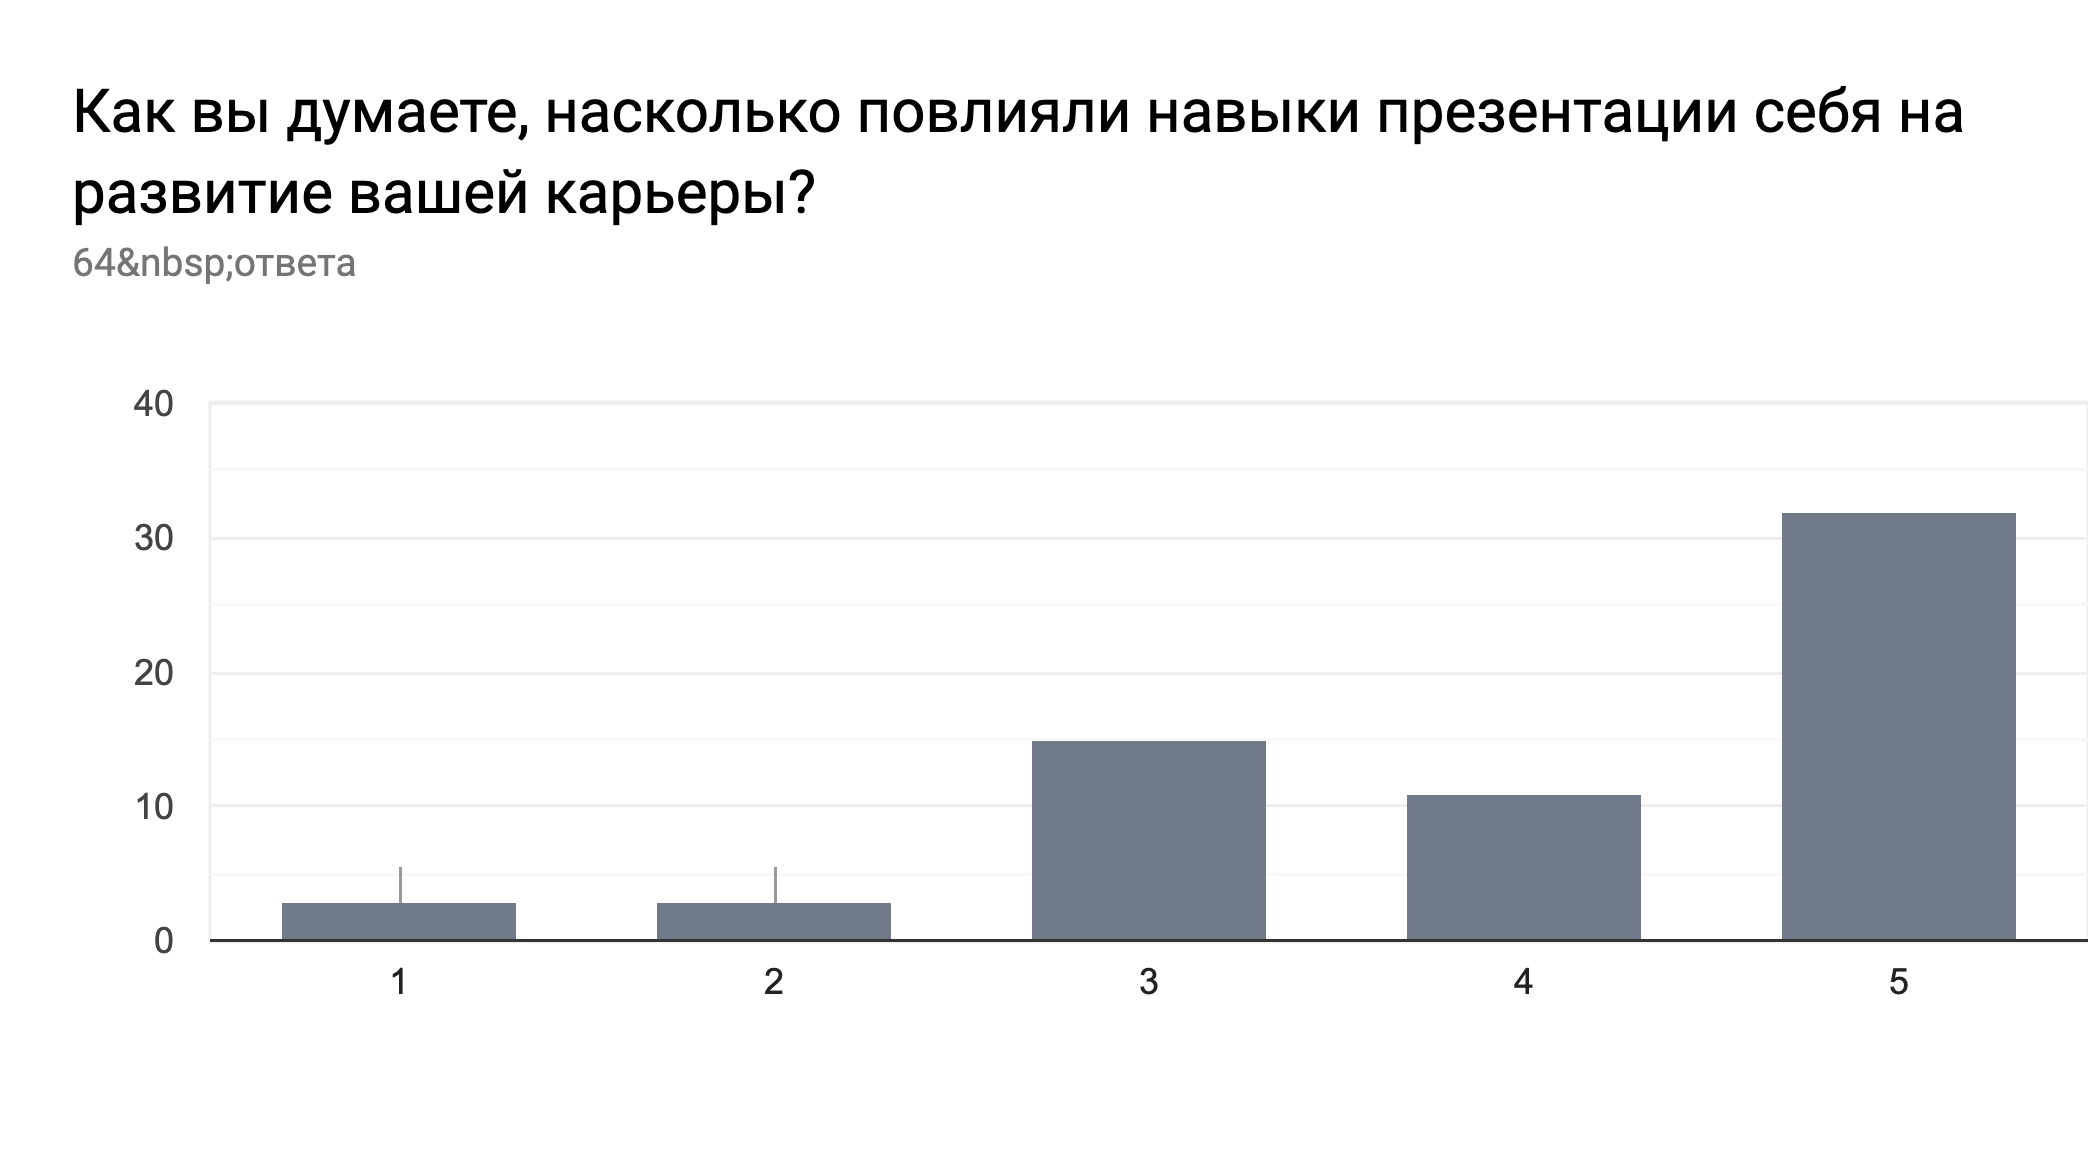 Как вы думаете, насколько повлияли навыки презентации себя на
развитие вашей карьеры?
64&nbsp;ответа
40
30
20
10
0
1 2 3 4 5